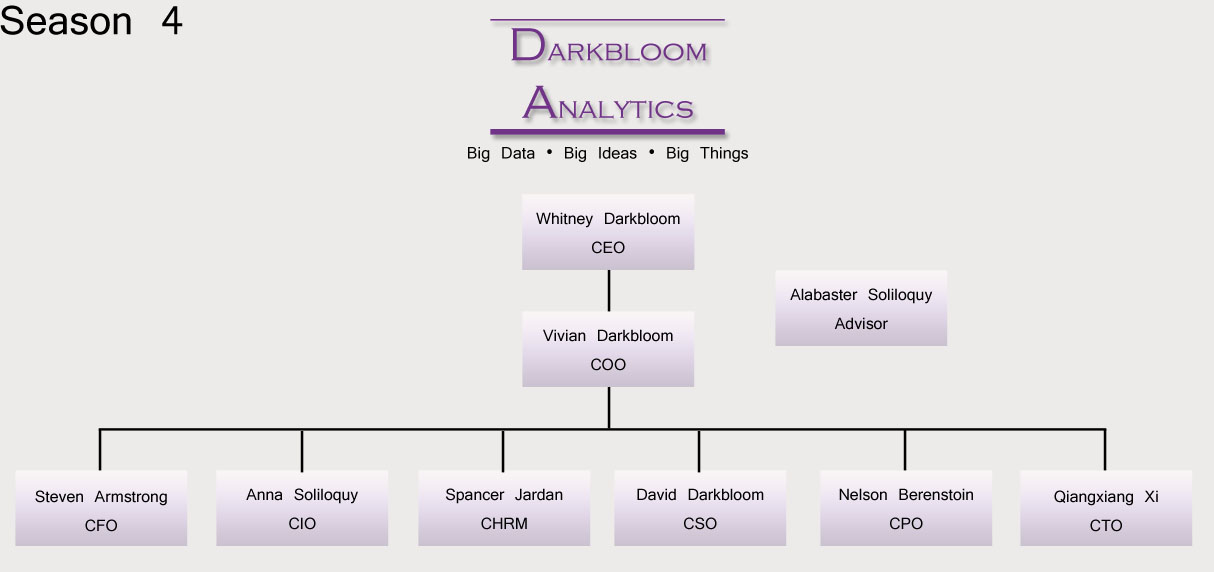 Season 4
DARKBLOOM
ANALYTICS
Big Data • Big Ideas • Big Things
Whitney Darkbloom
CEO
Alabaster Soliloquy
Advisor
Vivian Darkbloom
COO
Steven Armstrong
CFO
Anna Soliloquy
CIO
Spancer Jardan
CHRM
David Darkbloom
CSO
Nelson Berenstoin
CPO
Qiangxiang Xi
CTO